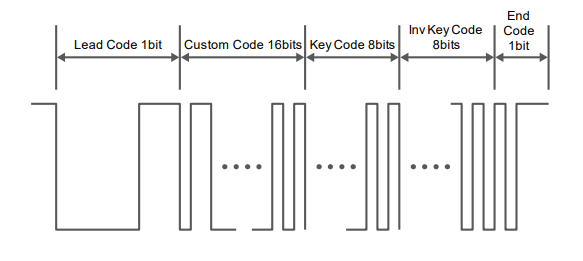 Lead Code 1bit
Custom Code 16bits
Key Code 8bits
Inv Key Code
8bits
End
Code
1bit